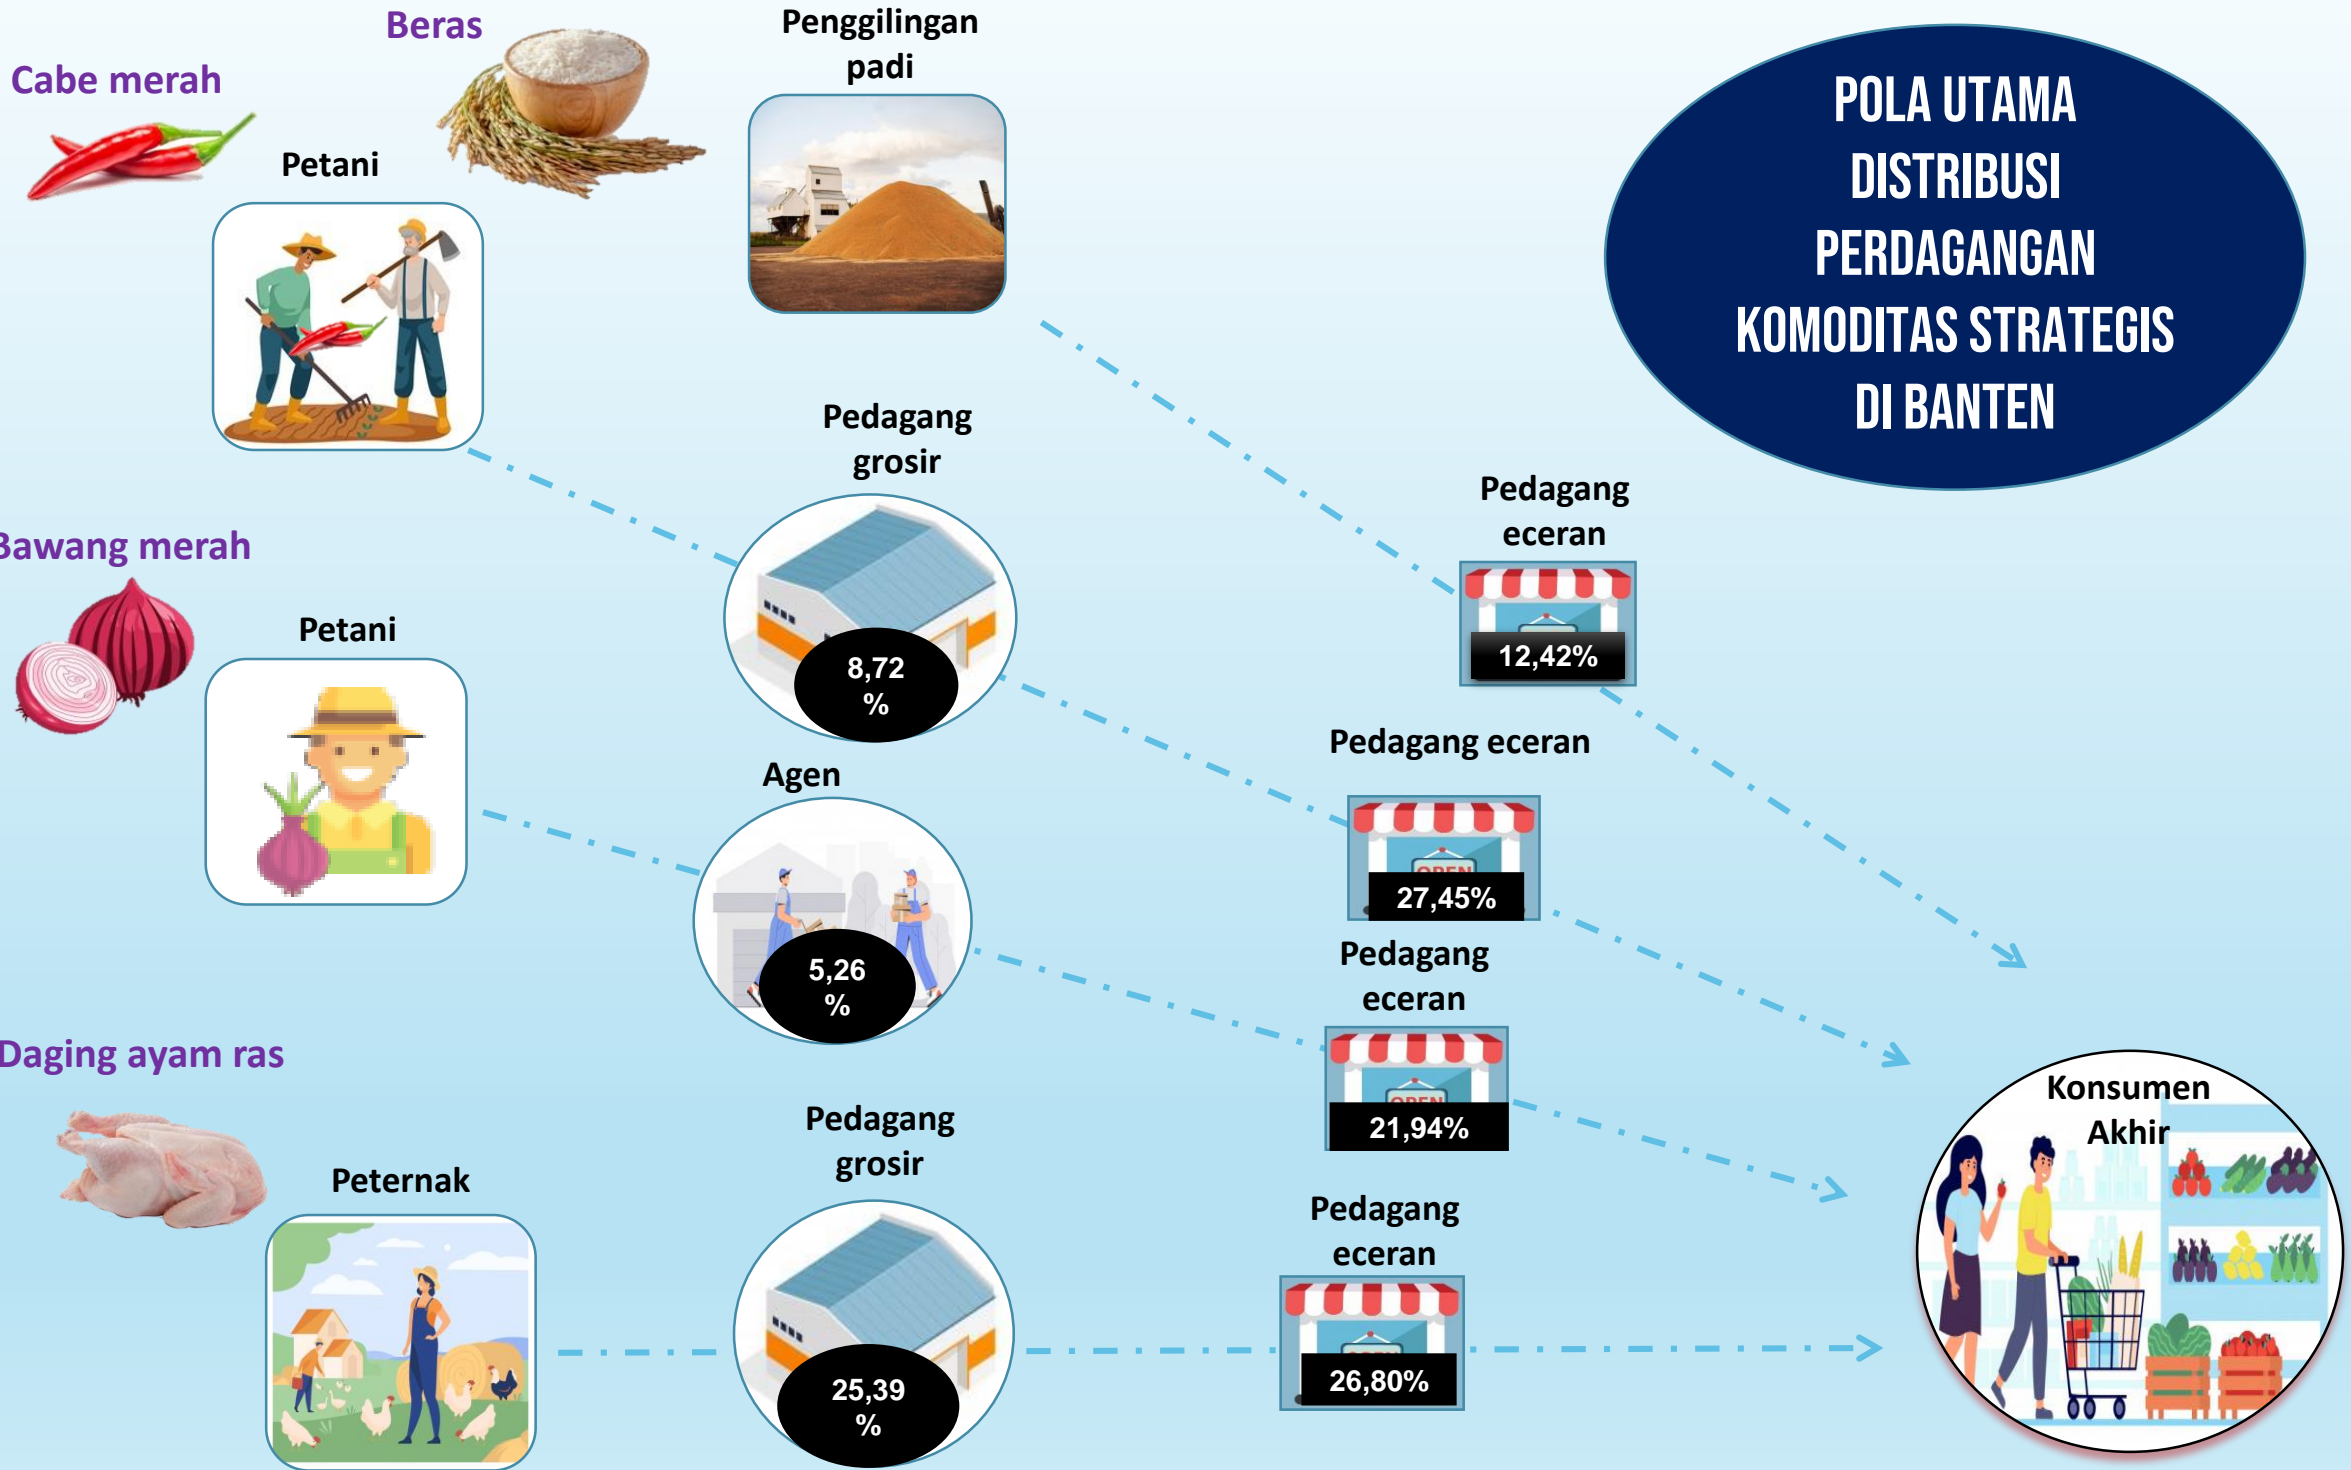 Beras
Penggilingan
padi
Cabe merah
Petani
POLA UTAMA
DISTRIBUSI
PERDAGANGAN
KOMODITAS STRATEGIS
DI BANTEN
Pedagang
grosir
8,72
%
Pedagang
eceran
12,42%
Bawang merah
Petani
Pedagang eceran
OPEN
27,45%
Agen
5,26
%
Pedagang
eceran
OPEN
21,94%
Daging ayam ras
Peternak
Pedagang
grosir
25,39
%
Pedagang
eceran
26,80%
Konsumen
Akhir